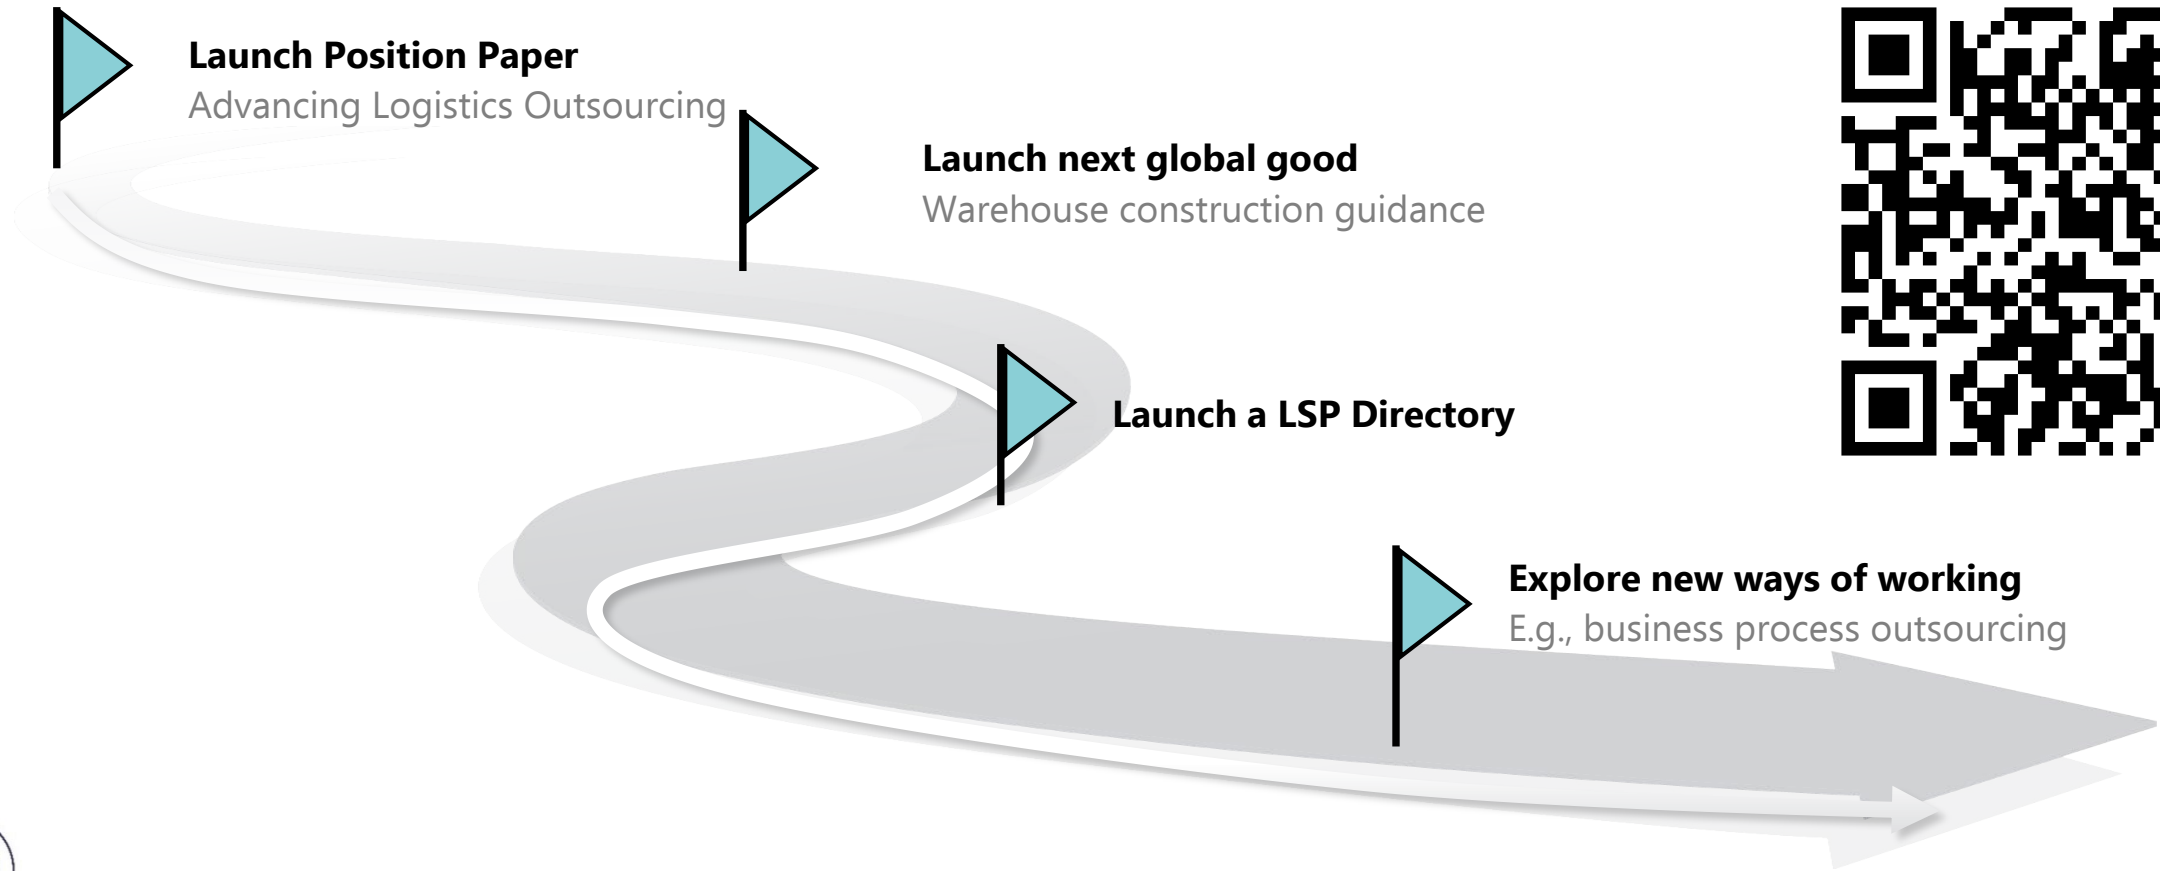 Launch Position Paper
Advancing Logistics Outsourcing
Launch next global good
Warehouse construction guidance
Launch a LSP Directory
Explore new ways of working
E.g., business process outsourcing